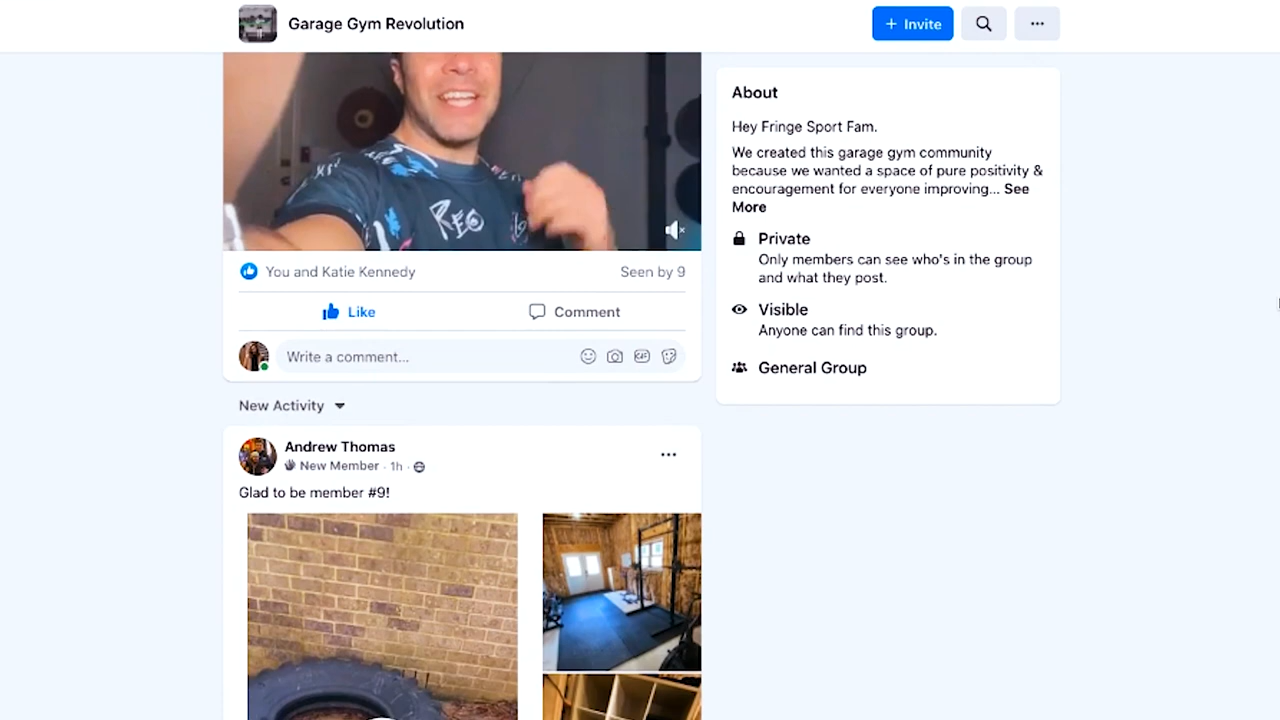 Garage Gym Revolution
+ Invite
REO
You and Katie Kennedy
Seen by 9
Like
Comment
Write a comment...
GIF
New Activity
Andrew Thomas
New Member · 1h ·
Glad to be member #9!
About
Hey Fringe Sport Fam.
We created this garage gym community
because we wanted a space of pure positivity &
encouragement for everyone improving... See
More
Private
Only members can see who's in the group
and what they post.
Visible
Anyone can find this group.
General Group